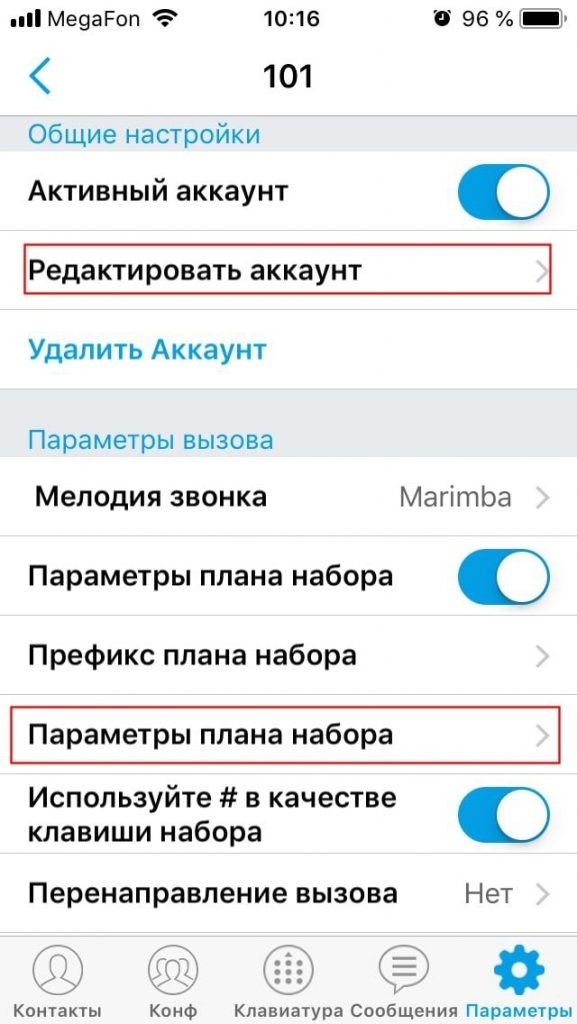 MegaFon 10:16 96 %
101
Общие настройки
Активный аккаунт
Редактировать аккаунт
Удалить Аккаунт
Параметры вызова
Мелодия звонка Marimba
Параметры плана набора
Префикс плана набора
Параметры плана набора
Используйте # в качестве
клавиши набора
Перенаправление вызова Нет
Контакты Конф Клавиатура Сообщения Параметры